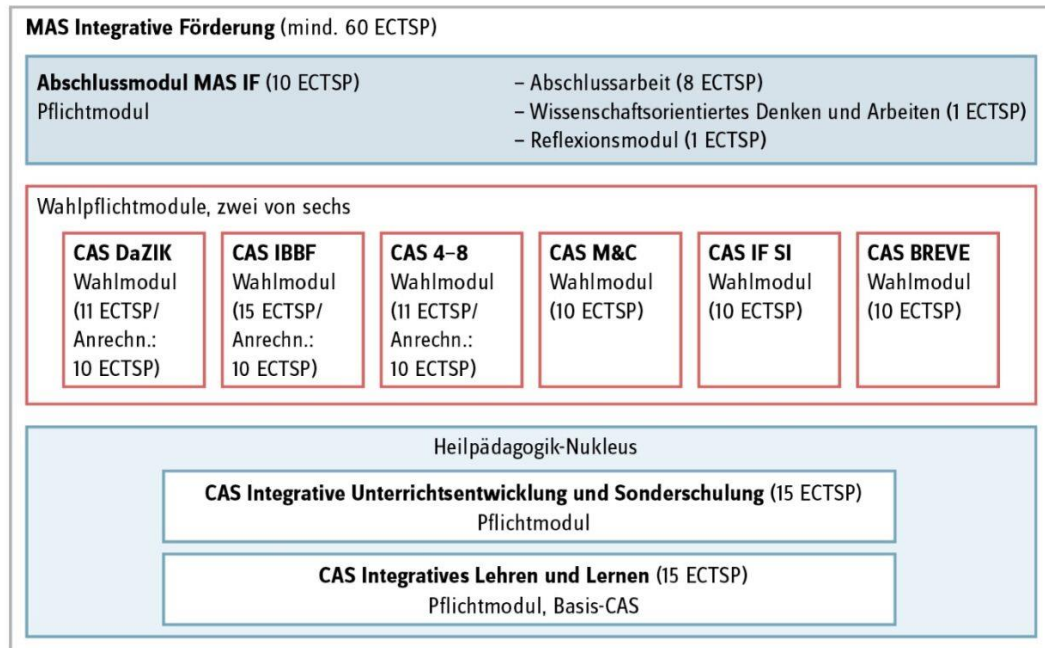 MAS Integrative Förderung (mind. 60 ECTSP)
Abschlussmodul MAS IF (10 ECTSP)
Pflichtmodul
– Abschlussarbeit (8 ECTSP)
– Wissenschaftsorientiertes Denken und Arbeiten (1 ECTSP)
– Reflexionsmodul (1 ECTSP)
Wahlpflichtmodule, zwei von sechs
CAS DaZIK
Wahlmodul
(11 ECTSP/
Anrechn.:
10 ECTSP)
CAS IBBF
Wahlmodul
(15 ECTSP/
Anrechn.:
10 ECTSP)
CAS 4–8
Wahlmodul
(11 ECTSP/
Anrechn.:
10 ECTSP)
CAS M&C
Wahlmodul
(10 ECTSP)
CAS IF SI
Wahlmodul
(10 ECTSP)
CAS BREVE
Wahlmodul
(10 ECTSP)
Heilpädagogik-Nukleus
CAS Integrative Unterrichtsentwicklung und Sonderschulung (15 ECTSP)
Pflichtmodul
CAS Integratives Lehren und Lernen (15 ECTSP)
Pflichtmodul, Basis-CAS